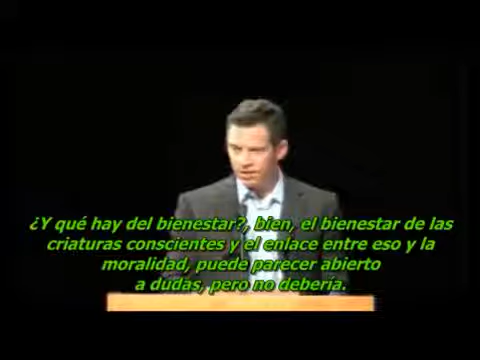 ¿Y qué hay del bienestar?, bien, el bienestar de las
criaturas conscientes y el enlace entre eso y la
moralidad, puede parecer abierto
a dudas, pero no debería.